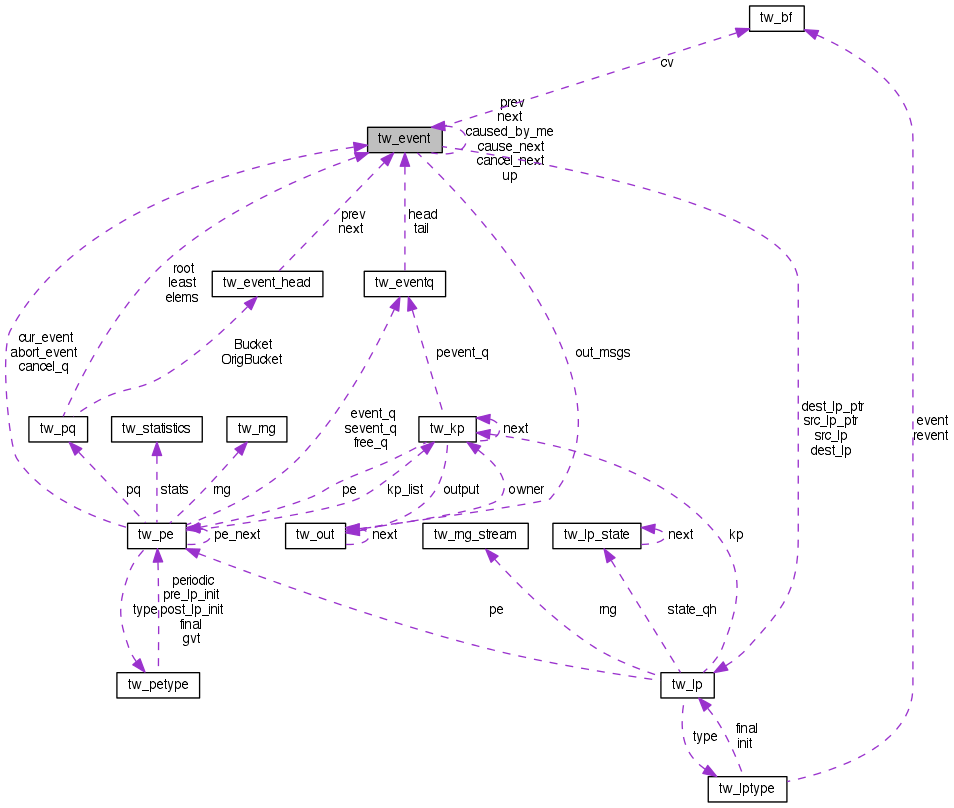 tw_bf
cv
prev
next
caused_by_me
cause_next
cancel_next
up
tw_event
prev
next
head
tail
root
least
elems
tw_event_head
tw_eventq
cur_event
abort_event
cancel_q
Bucket
OrigBucket
pevent_q
out_msgs
dest_lp_ptr
src_lp_ptr
src_lp
dest_lp
event
revent
tw_pq
tw_statistics
tw_rng
event_q
sevent_q
free_q
tw_kp
next
pq
stats
rng
pe
kp_list
output
owner
tw_pe
pe_next
tw_out
next
tw_rng_stream
tw_lp_state
next
kp
type
periodic
pre_lp_init
post_lp_init
final
gvt
pe
rng
state_qh
tw_petype
tw_lp
type
final
init
tw_lptype